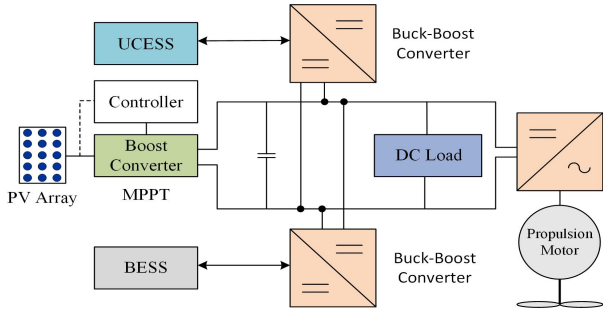 UCESS
Buck-Boost
Converter
Controller
Boost
Converter
PV Array
MPPT
DC Load
Propulsion
Motor
BESS
Buck-Boost
Converter